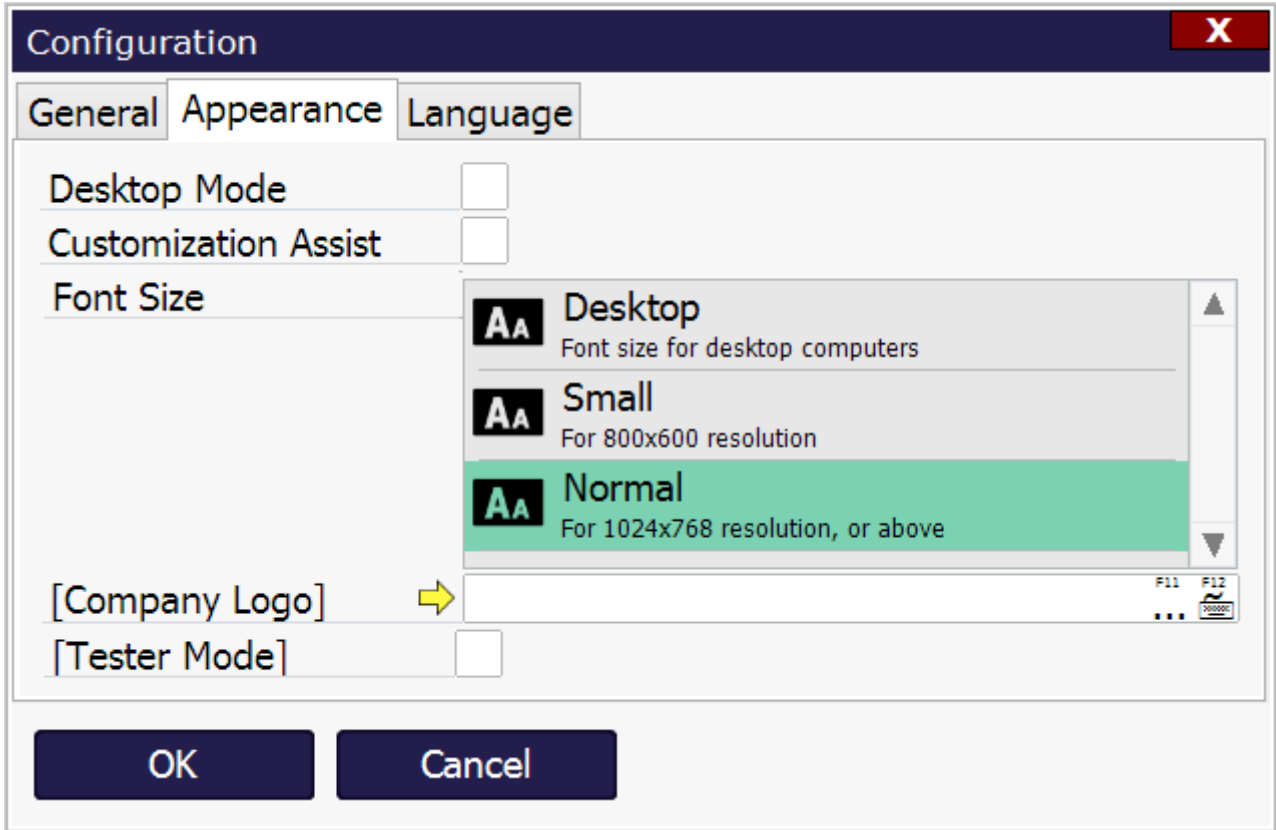 Configuration X
General Appearance Language
Desktop Mode
Customization Assist
Font Size
AA Desktop
Font size for desktop computers
AA Small
For 800x600 resolution
AA Normal
For 1024x768 resolution, or above
[Company Logo] F11 ... F12
[Tester Mode]
OK Cancel